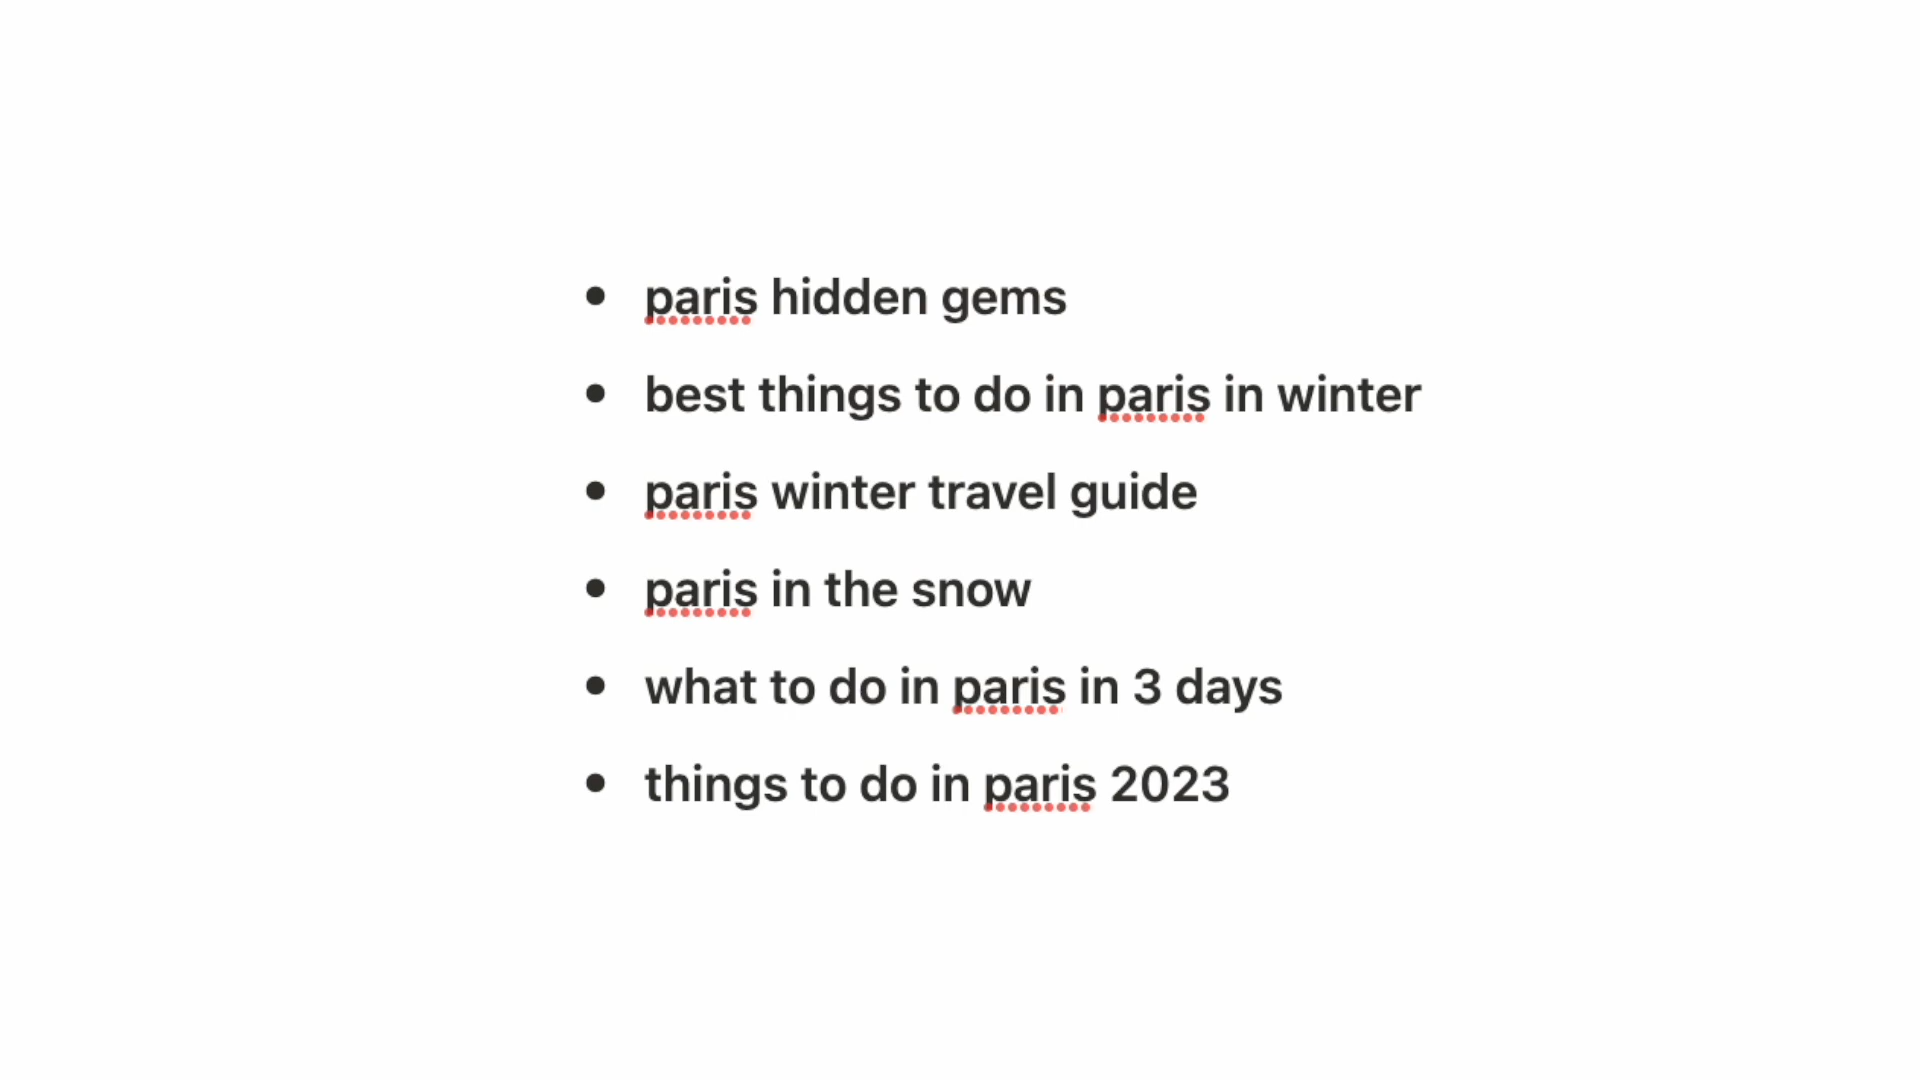 • paris hidden gems
• best things to do in paris in winter
• paris winter travel guide
• paris in the snow
• what to do in paris in 3 days
• things to do in paris 2023